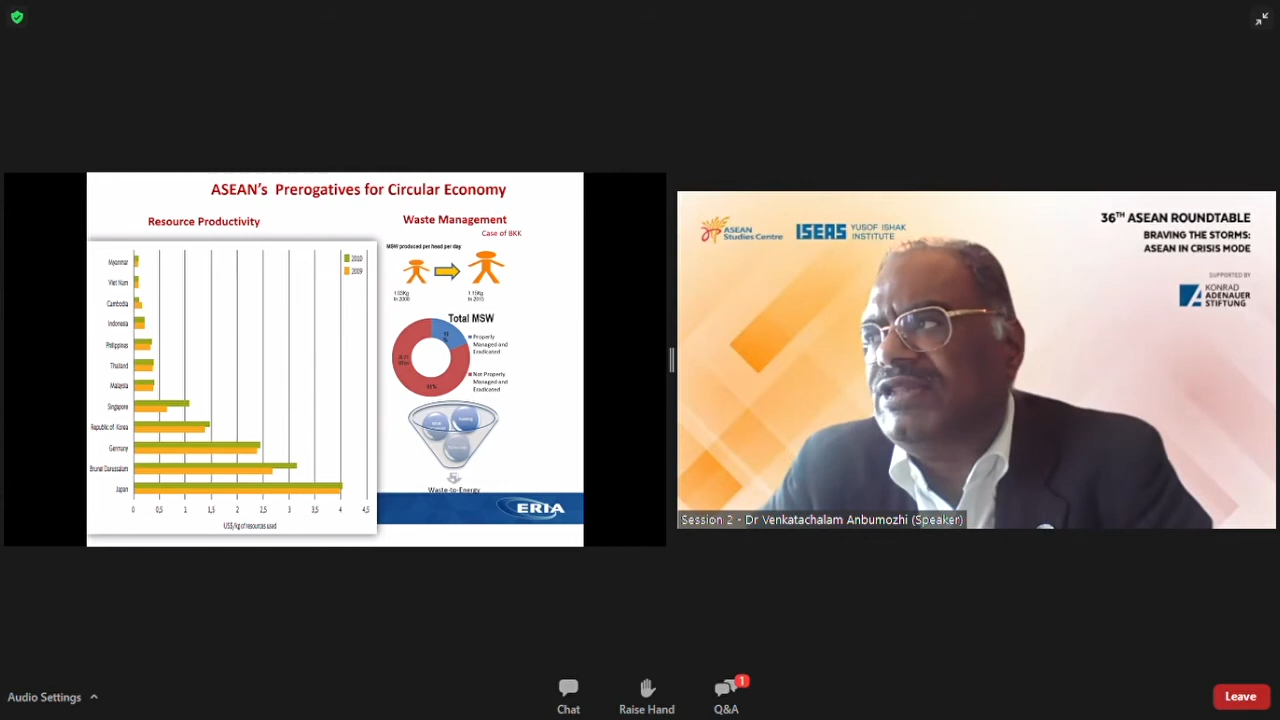 ASEAN's Prerogatives for Circular Economy
Resource Productivity
Myanmar
Viet Nam
Cambodia
Indonesia
Philippines
Thailand
Malaysia
Singapore
Republic of Korea
Germany
Brunei Darussalam
Japan
2010
2009
0 0,5 1 1,5 2 2,5 3 3,5 4 4,5
US$/kg of resources used
Waste Management
Case of BKK
MSW produced per head per day
In 2008
In 2015
Total MSW
81%
Properly
Managed and
Eradicated
Not Properly
Managed and
Eradicated
Waste-to-Energy
ERIA
ASEAN
Studies Centre
ISEAS YUSOF ISHAK
INSTITUTE
36TH ASEAN ROUNDTABLE
BRAVING THE STORMS:
ASEAN IN CRISIS MODE
SUPPORTED BY
KONRAD
ADENAUER
STIFTUNG
Session 2 - Dr Venkatachalam Anbumozhi (Speaker)
Audio Settings
Chat
Raise Hand
1
Q&A
Leave